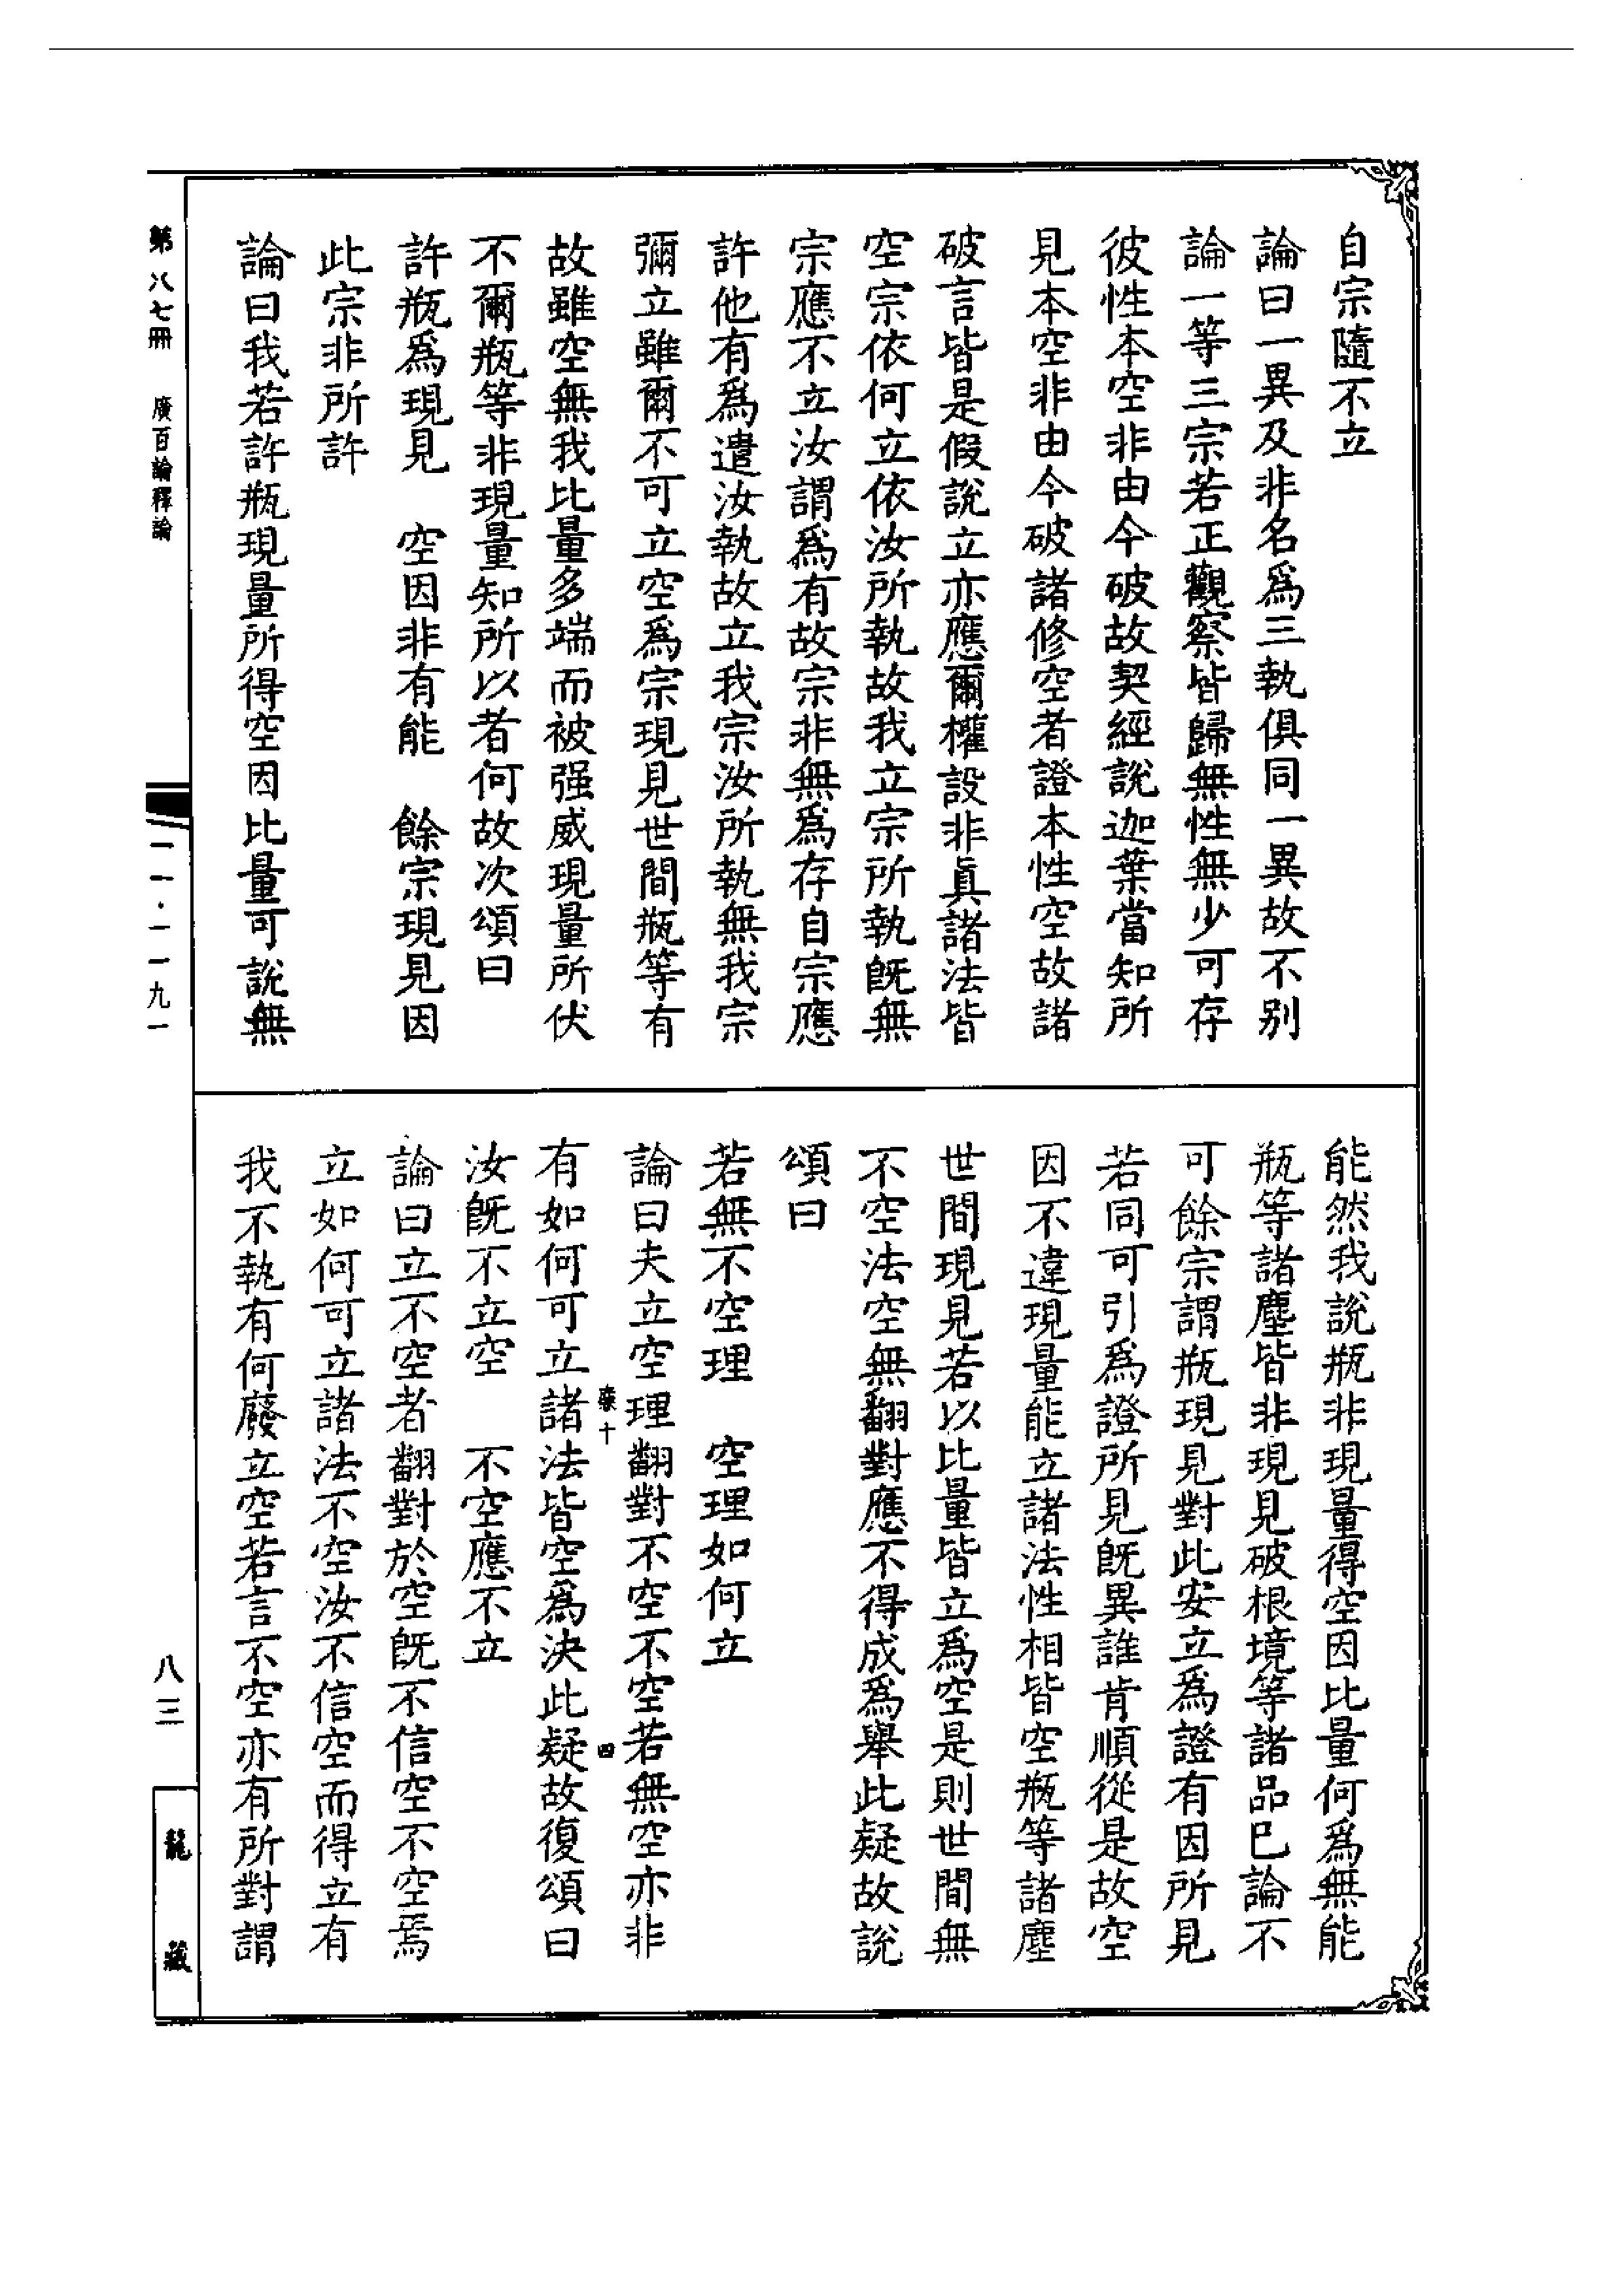 自宗隨不立
論曰一異及非名爲三執俱同一異故不别
論一等三宗若正觀察皆歸無性無少可存
彼性本空非由今破故契經說迦葉當知所
見本空非由今破諸修空者證本性空故諸
破言皆是假說立亦應爾權設非眞諸法皆
空宗依何立依汝所執故我立宗所執旣無
宗應不立汝謂爲有故宗非無爲存自宗應
許他有爲遣汝執故立我宗汝所執無我宗
彌立雖爾不可立空爲宗現見世間瓶等有
故雖空無我比量多端而被强威現量所伏
不爾瓶等非現量知所以者何故次頌曰
許瓶爲現見　空因非有能　餘宗現見因
此宗非所許
論曰我若許瓶現量所得空因比量可說無
能然我說瓶非現量得空因比量何爲無能
瓶等諸塵皆非現見破根境等諸品巳論不
可餘宗謂瓶現見對此安立爲證有因所見
若同可引爲證所見旣異誰肯順從是故空
因不違現量能立諸法性相皆空瓶等諸塵
世間現見若以比量皆立爲空是則世間無
不空法空無翻對應不得成爲舉此疑故說
頌曰
若無不空理　空理如何立
論曰夫立空理翻對不空不空若無空亦非
十
四
有如何可立諸法皆空爲決此疑故復頌曰
汝旣不立空　不空應不立
論曰立不空者翻對於空旣不信空不空焉
立如何可立諸法不空汝不信空而得立有
我不執有何廢立空若言不空亦有所對謂
第八七冊　廣百論釋論
一一·一一九一
八三
龍藏